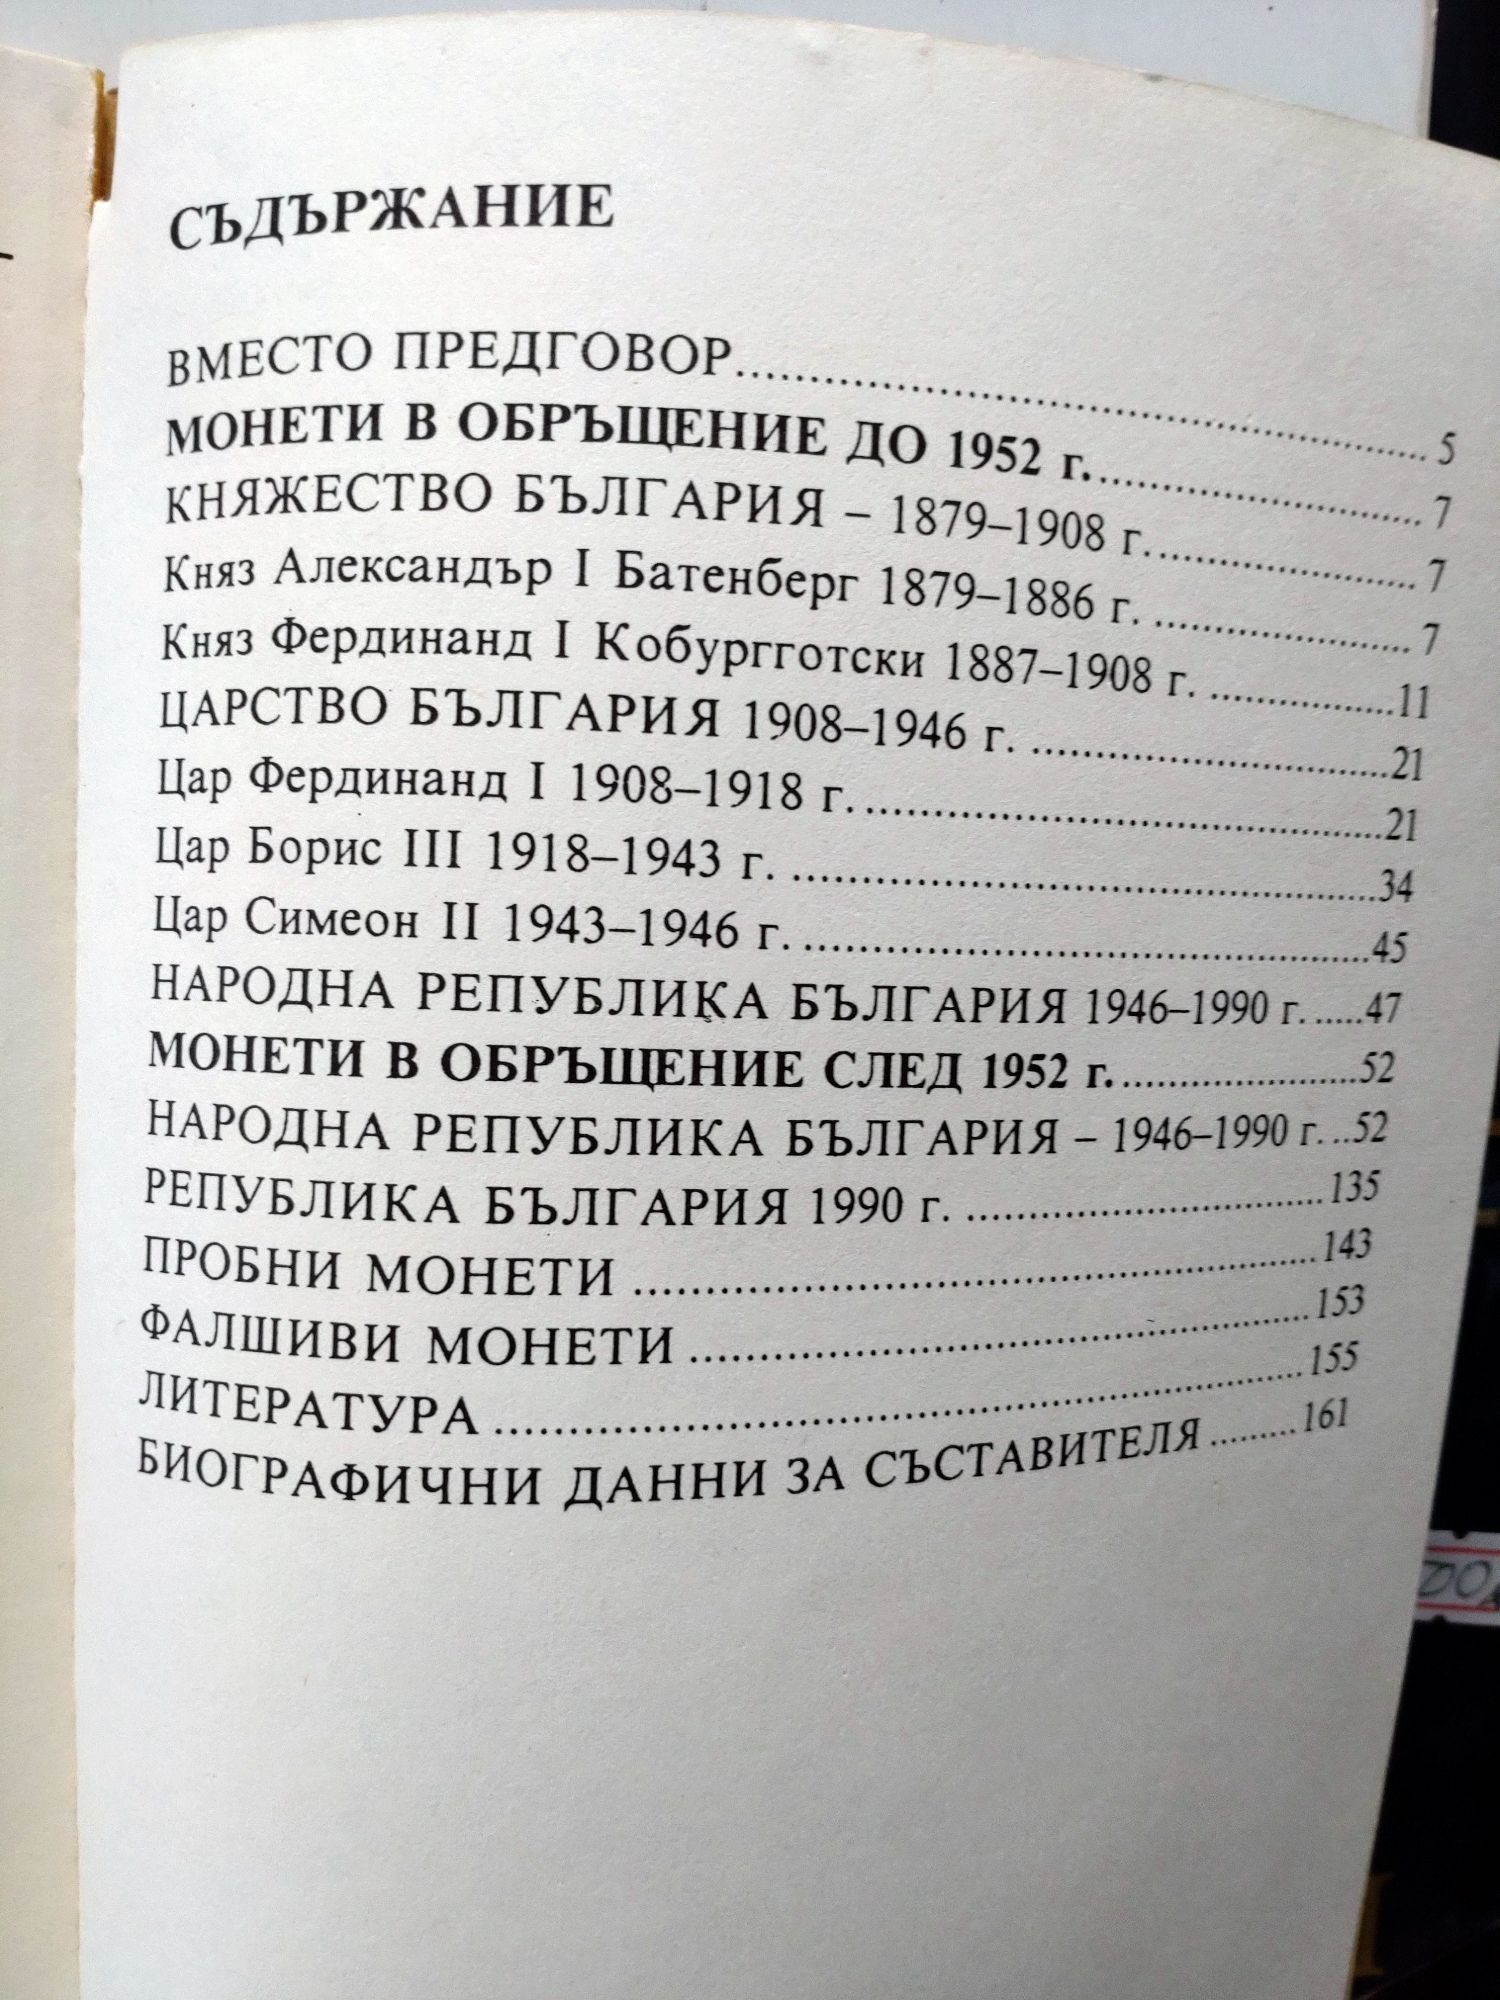 СЪДЪРЖАНИЕ
ВМЕСТО ПРЕДГОВОР..........5
МОНЕТИ В ОБРЪЩЕНИЕ ДО 1952 г...........7
КНЯЖЕСТВО БЪЛГАРИЯ – 1879–1908 г...........7
Княз Александър I Батенберг 1879–1886 г. ..........7
Княз Фердинанд I Кобургготски 1887–1908 г. ..........11
ЦАРСТВО БЪЛГАРИЯ 1908–1946 г. ..........21
Цар Фердинанд I 1908–1918 г...........21
Цар Борис III 1918–1943 г. ..........34
Цар Симеон II 1943–1946 г...........45
НАРОДНА РЕПУБЛИКА БЪЛГАРИЯ 1946–1990 г. .....47
МОНЕТИ В ОБРЪЩЕНИЕ СЛЕД 1952 г...........52
НАРОДНА РЕПУБЛИКА БЪЛГАРИЯ – 1946–1990 г. ..52
РЕПУБЛИКА БЪЛГАРИЯ 1990 г. ..........135
ПРОБНИ МОНЕТИ ..........143
ФАЛШИВИ МОНЕТИ ..........153
ЛИТЕРАТУРА ..........155
БИОГРАФИЧНИ ДАННИ ЗА СЪСТАВИТЕЛЯ .........161